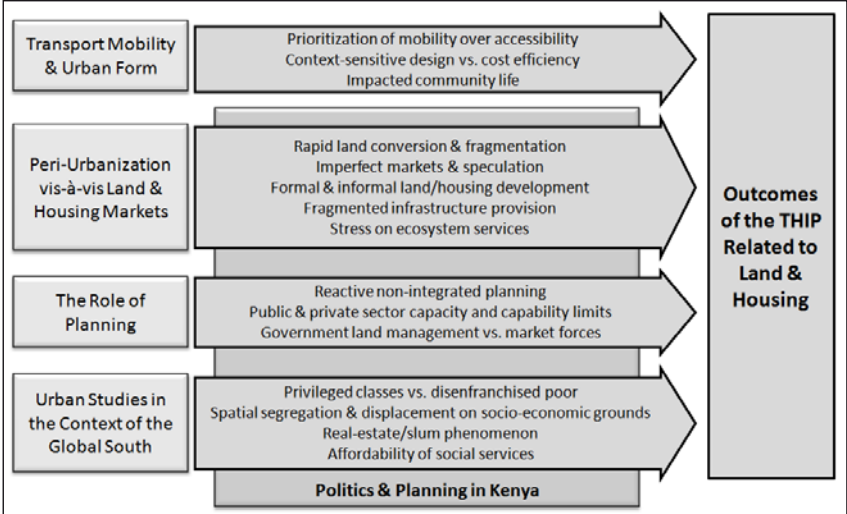 Transport Mobility
& Urban Form
Prioritization of mobility over accessibility
Context-sensitive design vs. cost efficiency
Impacted community life
Peri-Urbanization
vis-à-vis Land &
Housing Markets
Rapid land conversion & fragmentation
Imperfect markets & speculation
Formal & informal land/housing development
Fragmented infrastructure provision
Stress on ecosystem services
The Role of
Planning
Reactive non-integrated planning
Public & private sector capacity and capability limits
Government land management vs. market forces
Urban Studies in
the Context of the
Global South
Privileged classes vs. disenfranchised poor
Spatial segregation & displacement on socio-economic grounds
Real-estate/slum phenomenon
Affordability of social services
Politics & Planning in Kenya
Outcomes
of the THIP
Related to
Land &
Housing